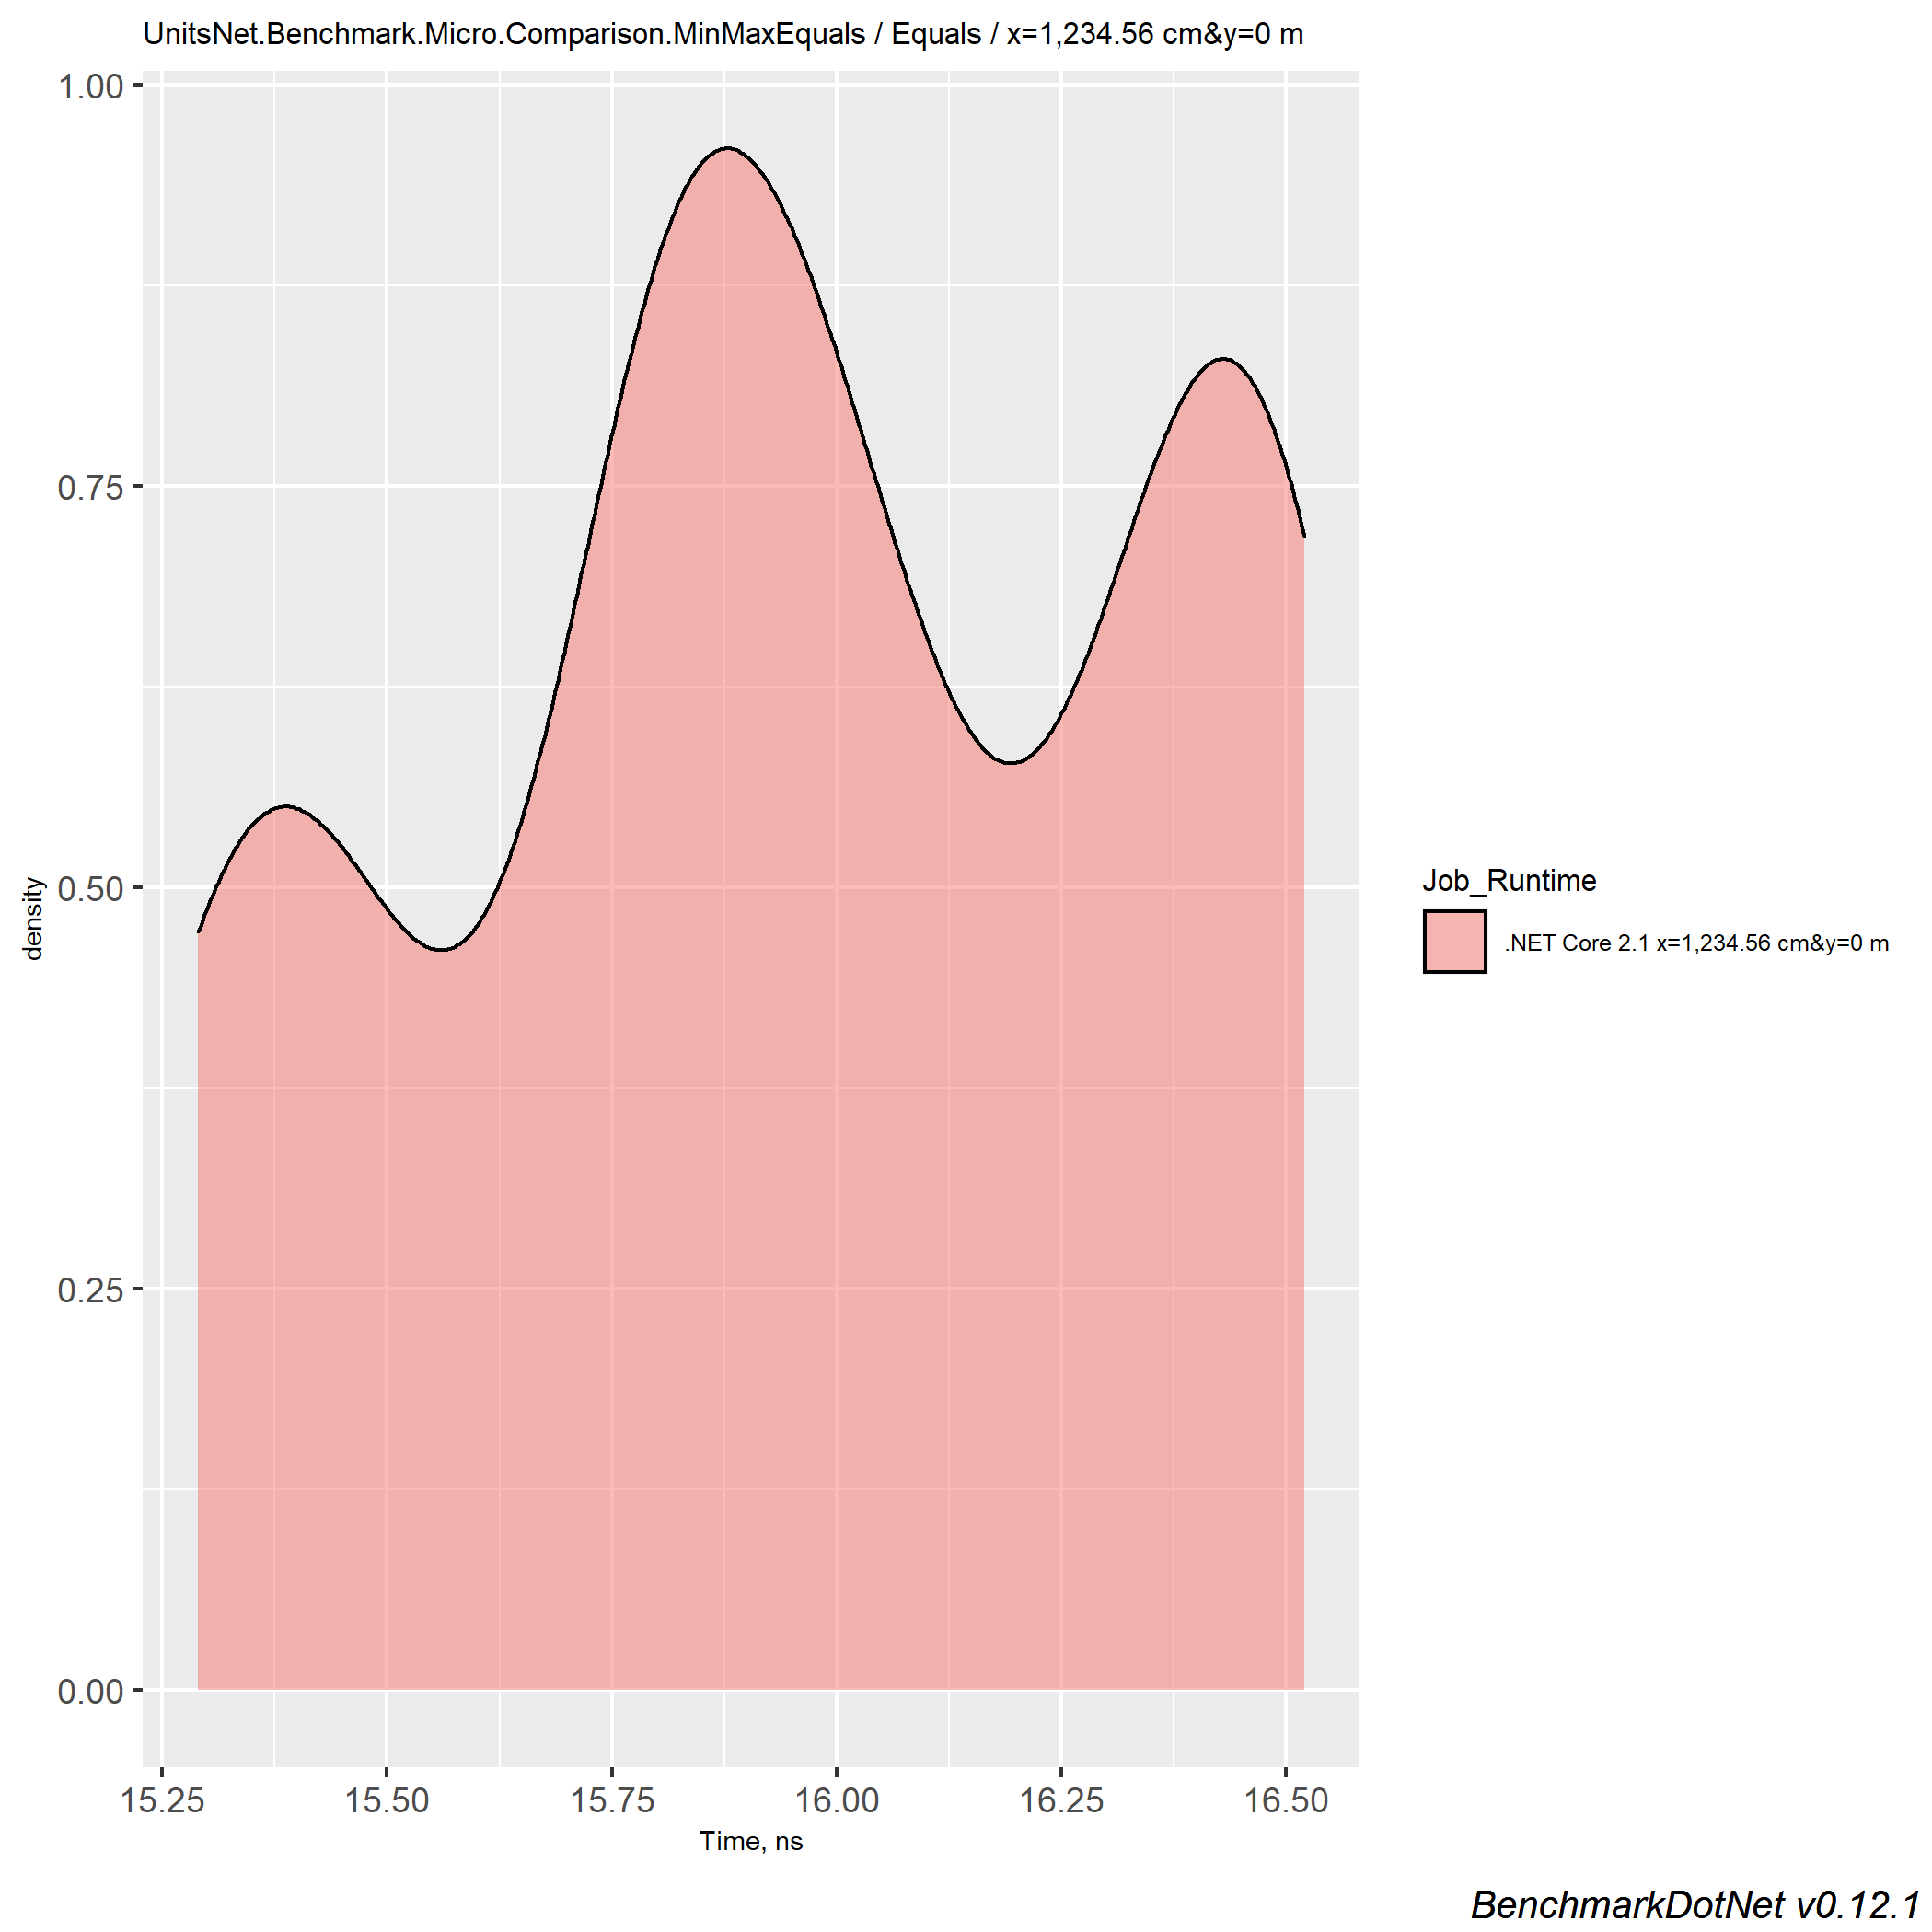 UnitsNet.Benchmark.Micro.Comparison.MinMaxEquals / Equals / x=1,234.56 cm&y=0 m
1.00
0.75
0.50
0.25
0.00
density
15.25 15.50 15.75 16.00 16.25 16.50
Time, ns
Job_Runtime
.NET Core 2.1 x=1,234.56 cm&y=0 m
BenchmarkDotNet v0.12.1